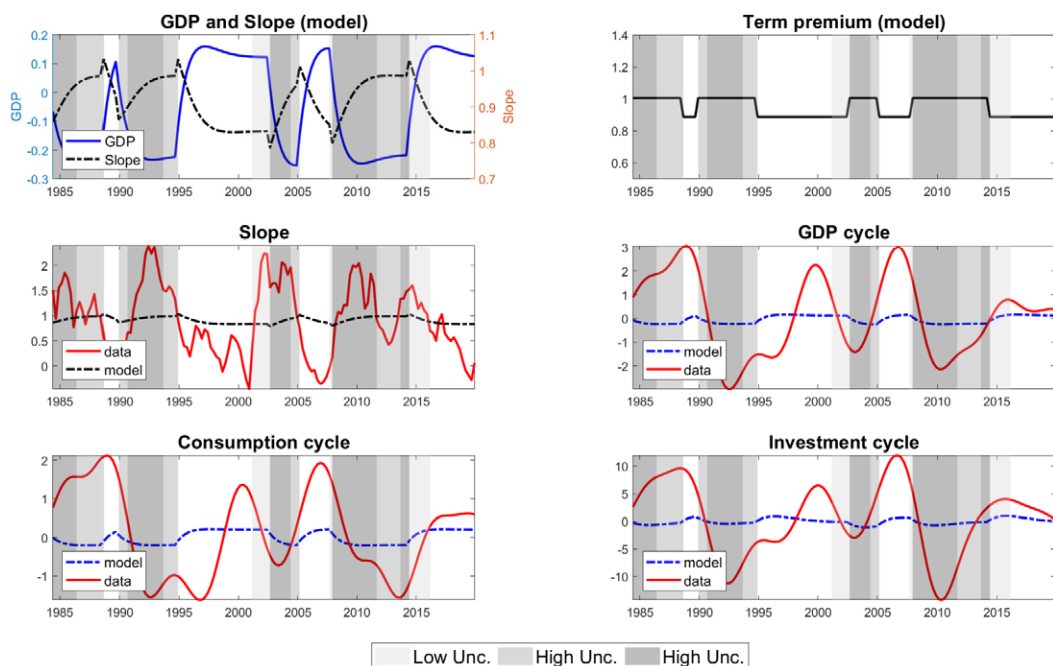 GDP and Slope (model)
0.2
0.1
0
-0.1
-0.2
-0.3
GDP
1.1
1
0.9
0.8
0.7
Slope
GDP
Slope
1985 1990 1995 2000 2005 2010 2015
Term premium (model)
1.4
1.2
1.0
0.8
0.6
1985 1990 1995 2000 2005 2010 2015
Slope
2
1.5
1
0.5
0
data
model
1985 1990 1995 2000 2005 2010 2015
GDP cycle
3
2
1
0
-1
-2
model
data
1985 1990 1995 2000 2005 2010 2015
Consumption cycle
2
1
0
-1
model
data
1985 1990 1995 2000 2005 2010 2015
Investment cycle
10
5
0
-5
-10
model
data
1985 1990 1995 2000 2005 2010 2015
Low Unc. High Unc. High Unc.